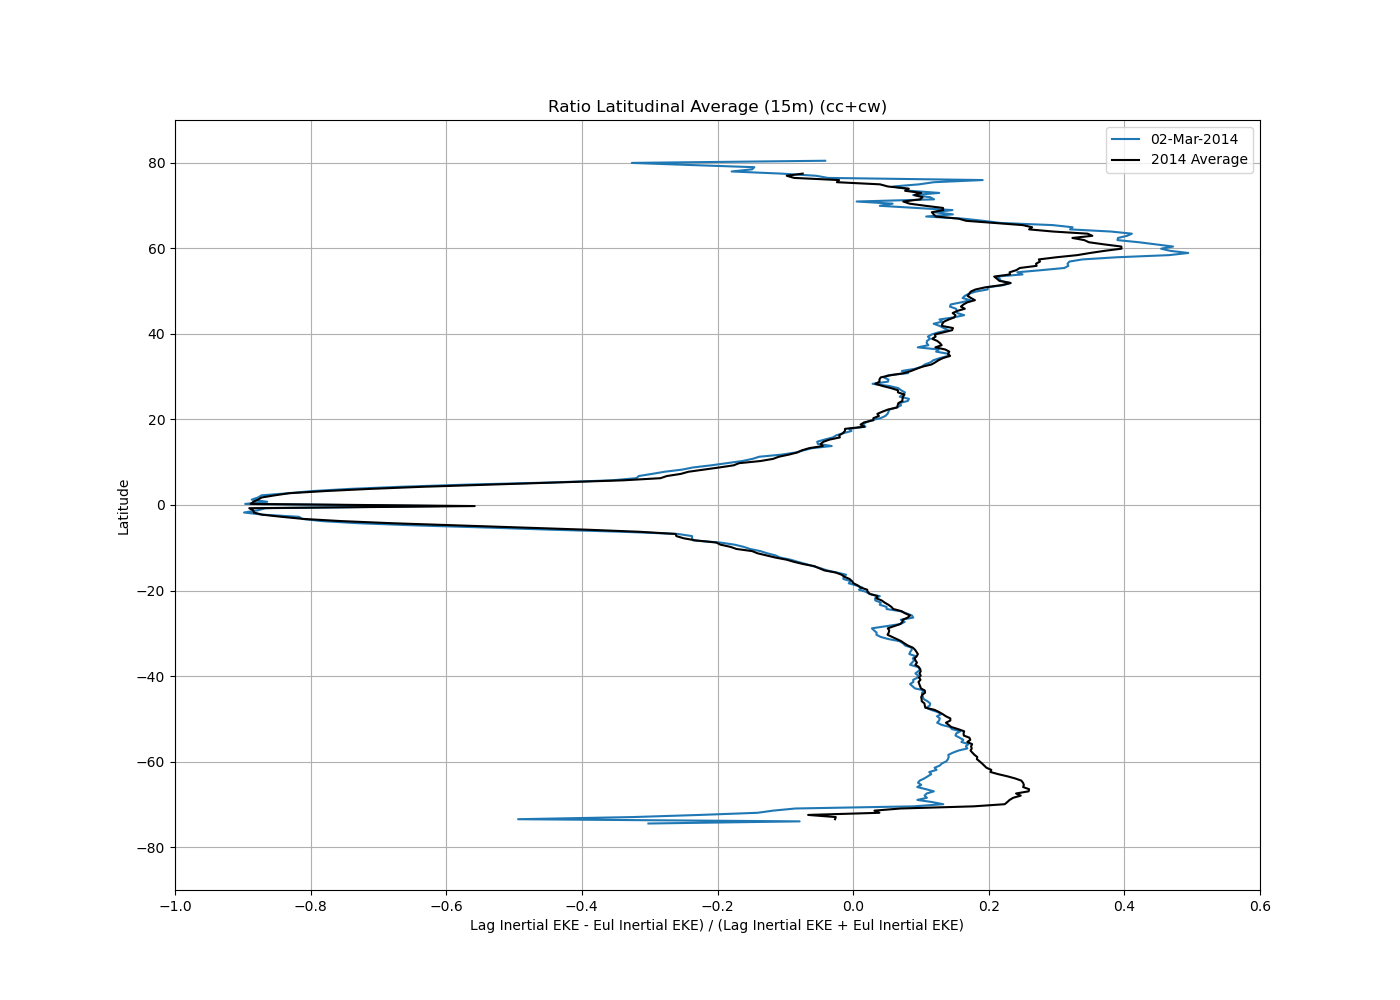 Ratio Latitudinal Average (15m) (cc+cw)
02-Mar-2014
2014 Average
80
60
40
20
0
−20
−40
−60
−80
Latitude
−1.0 −0.8 −0.6 −0.4 −0.2 0.0 0.2 0.4 0.6
Lag Inertial EKE - Eul Inertial EKE) / (Lag Inertial EKE + Eul Inertial EKE)